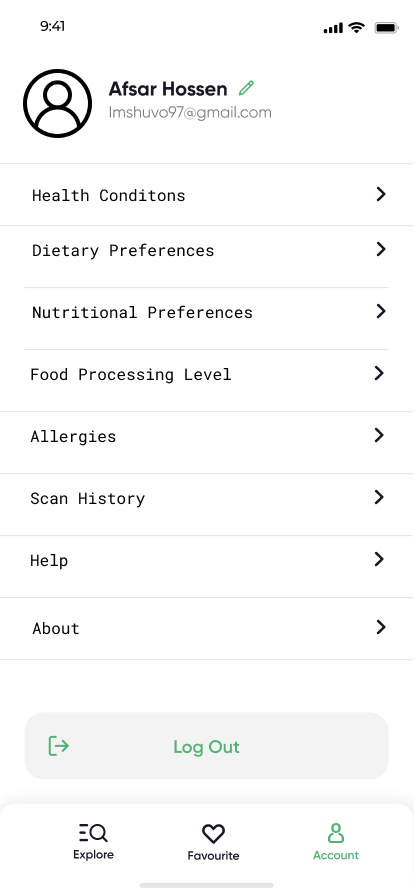 9:41
Afsar Hossen
Imshuvo97@gmail.com
Health Conditons
Dietary Preferences
Nutritional Preferences
Food Processing Level
Allergies
Scan History
Help
About
Log Out
Explore
Favourite
Account